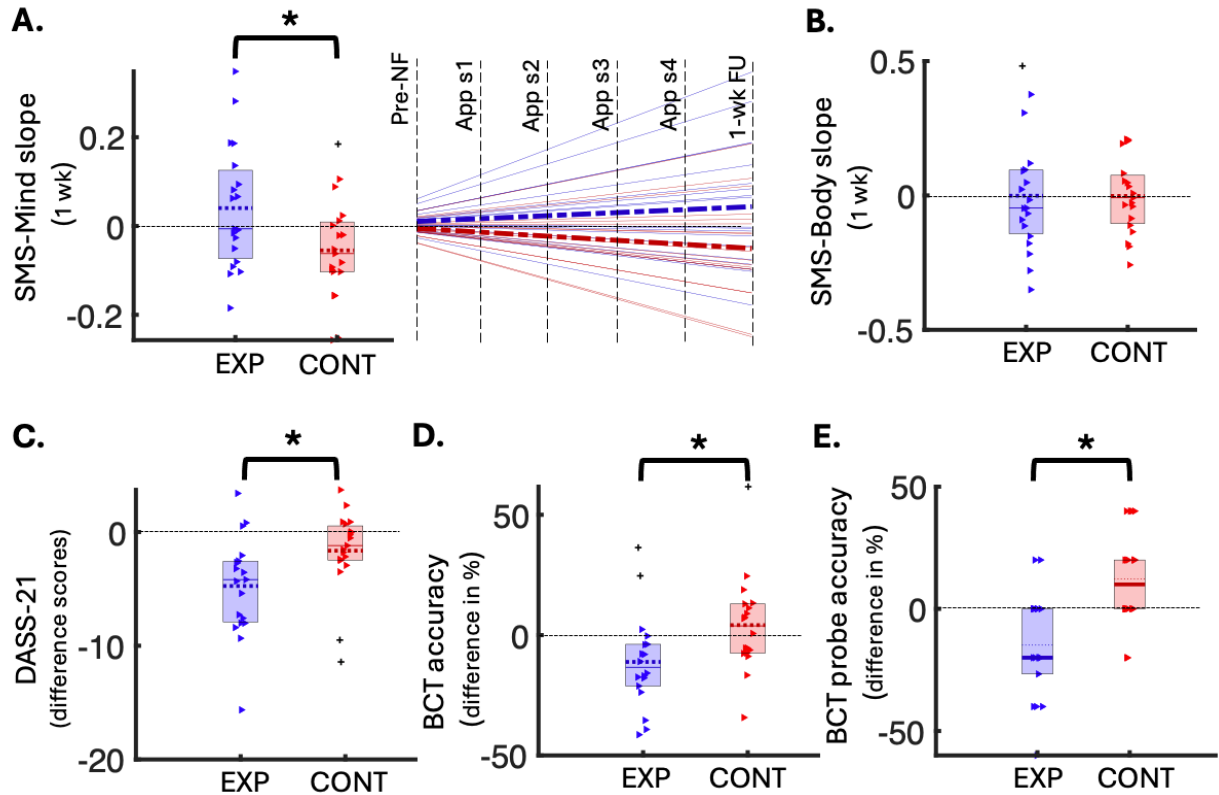 A.
*
SMS-Mind slope
(1 wk)
0.2
0
-0.2
EXP
CONT
Pre-NF
App s1
App s2
App s3
App s4
1-wk FU
B.
SMS-Body slope
(1 wk)
0.5
0
-0.5
EXP
CONT
C.
*
DASS-21
(difference scores)
0
-10
-20
EXP
CONT
D.
*
BCT accuracy
(difference in %)
50
0
-50
EXP
CONT
E.
*
BCT probe accuracy
(difference in %)
50
0
-50
EXP
CONT